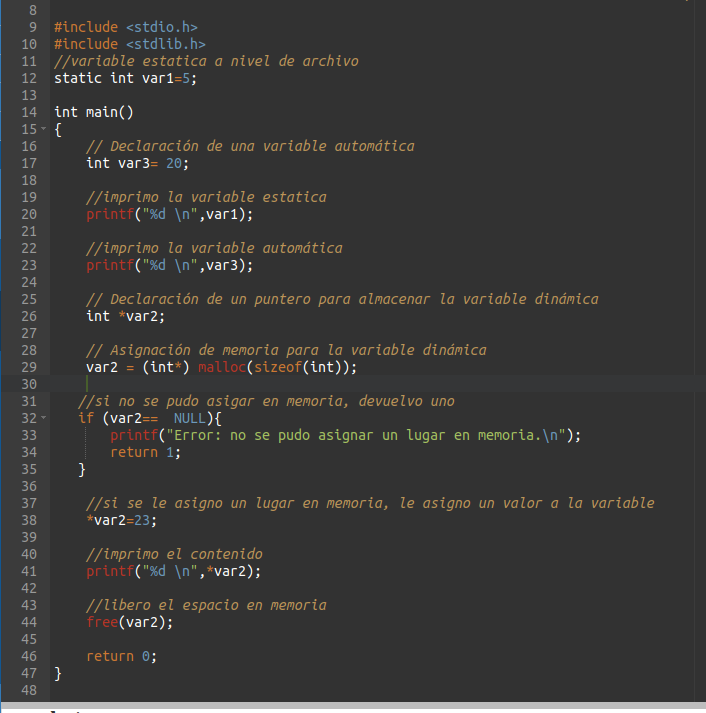 8
9 #include <stdio.h>
10 #include <stdlib.h>
11 //variable estatica a nivel de archivo
12 static int var1=5;
13
14 int main()
15 {
16 // Declaración de una variable automática
17 int var3= 20;
18
19 //imprimo la variable estatica
20 printf("%d \n",var1);
21
22 //imprimo la variable automática
23 printf("%d \n",var3);
24
25 // Declaración de un puntero para almacenar la variable dinámica
26 int *var2;
27
28 // Asignación de memoria para la variable dinámica
29 var2 = (int*) malloc(sizeof(int));
30
31 //si no se pudo asigar en memoria, devuelvo uno
32 if (var2==  NULL){
33 printf("Error: no se pudo asignar un lugar en memoria.\n");
34 return 1;
35 }
36
37 //si se le asigno un lugar en memoria, le asigno un valor a la variable
38 *var2=23;
39
40 //imprimo el contenido
41 printf("%d \n",*var2);
42
43 //libero el espacio en memoria
44 free(var2);
45
46 return 0;
47 }
48